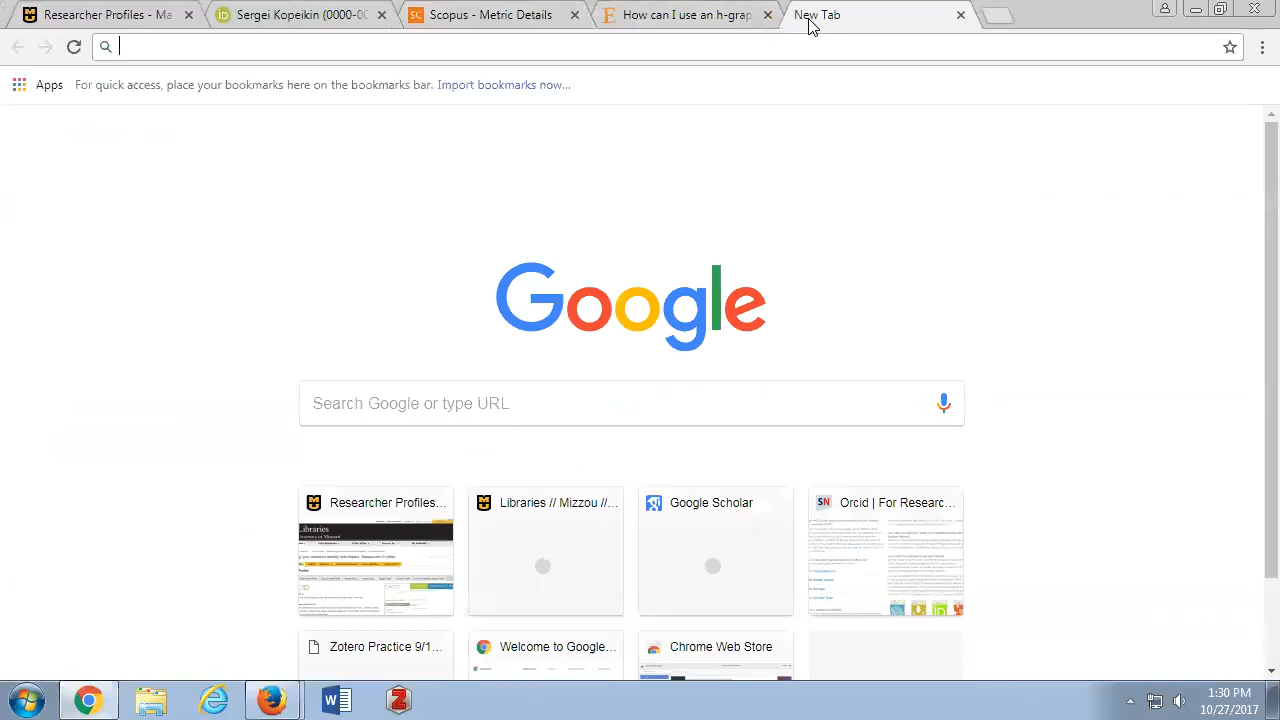 Researcher Profiles - Ma
Sergei Kopeikin (0000-00
Scopus - Metric Details
How can I use and interp
New Tab
Apps
For quick access, place your bookmarks here on the bookmarks bar. Import bookmarks now...
Google
Search Google or type URL
Researcher Profiles
Libraries // Mizzou //
Google Scholar
Orcid | For Researc...
Libraries
Zotero Practice 9/1...
Welcome to Google...
Chrome Web Store
1:30 PM
10/27/2017